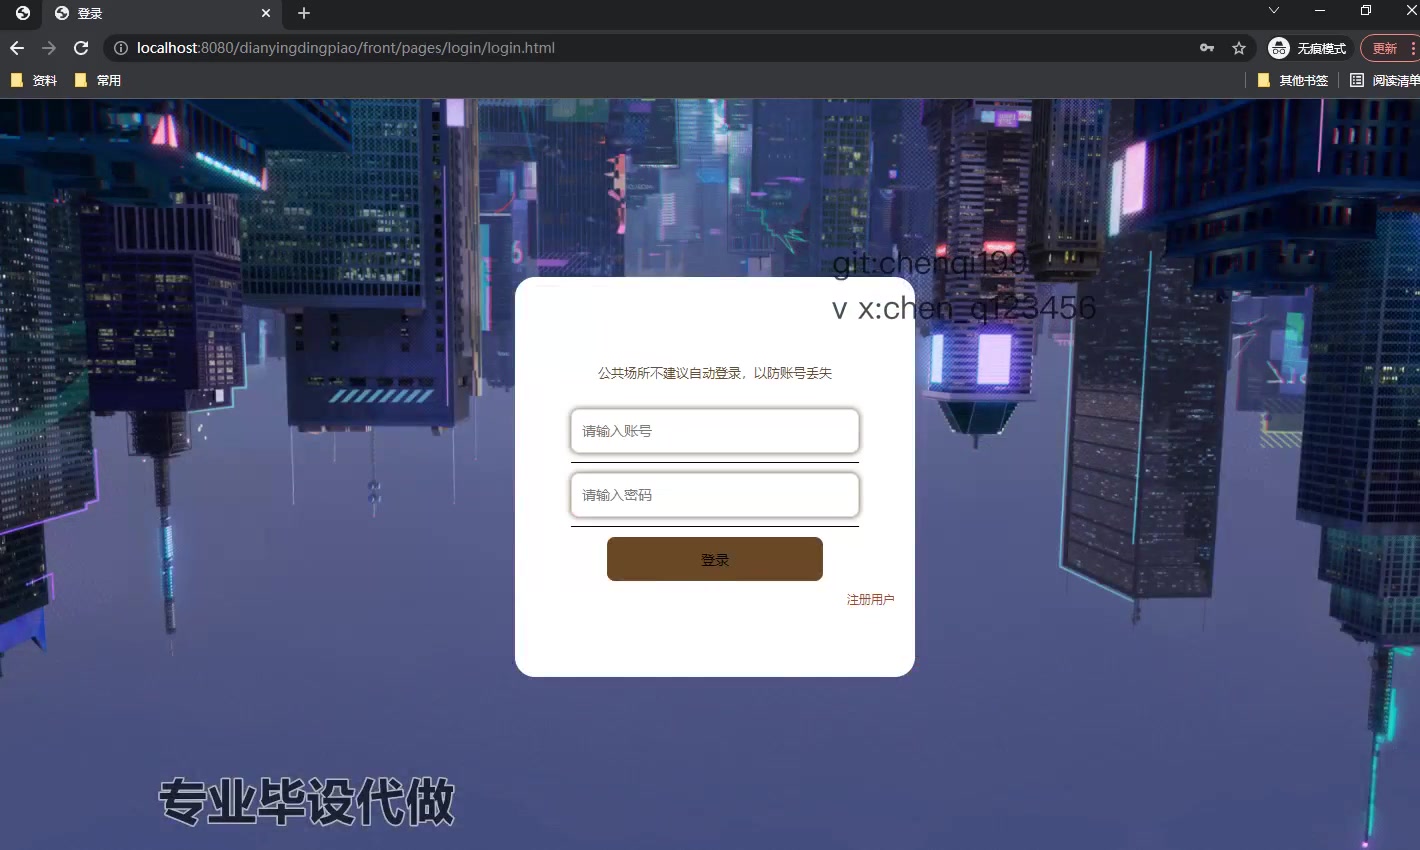 登录
localhost:8080/dianyingdingpiao/front/pages/login/login.html
无痕模式
更新
资料
常用
其他书签
阅读清单
git:chenqi199
v x:chen_q123456
公共场所不建议自动登录，以防账号丢失
请输入账号
请输入密码
登录
注册用户
专业毕设代做